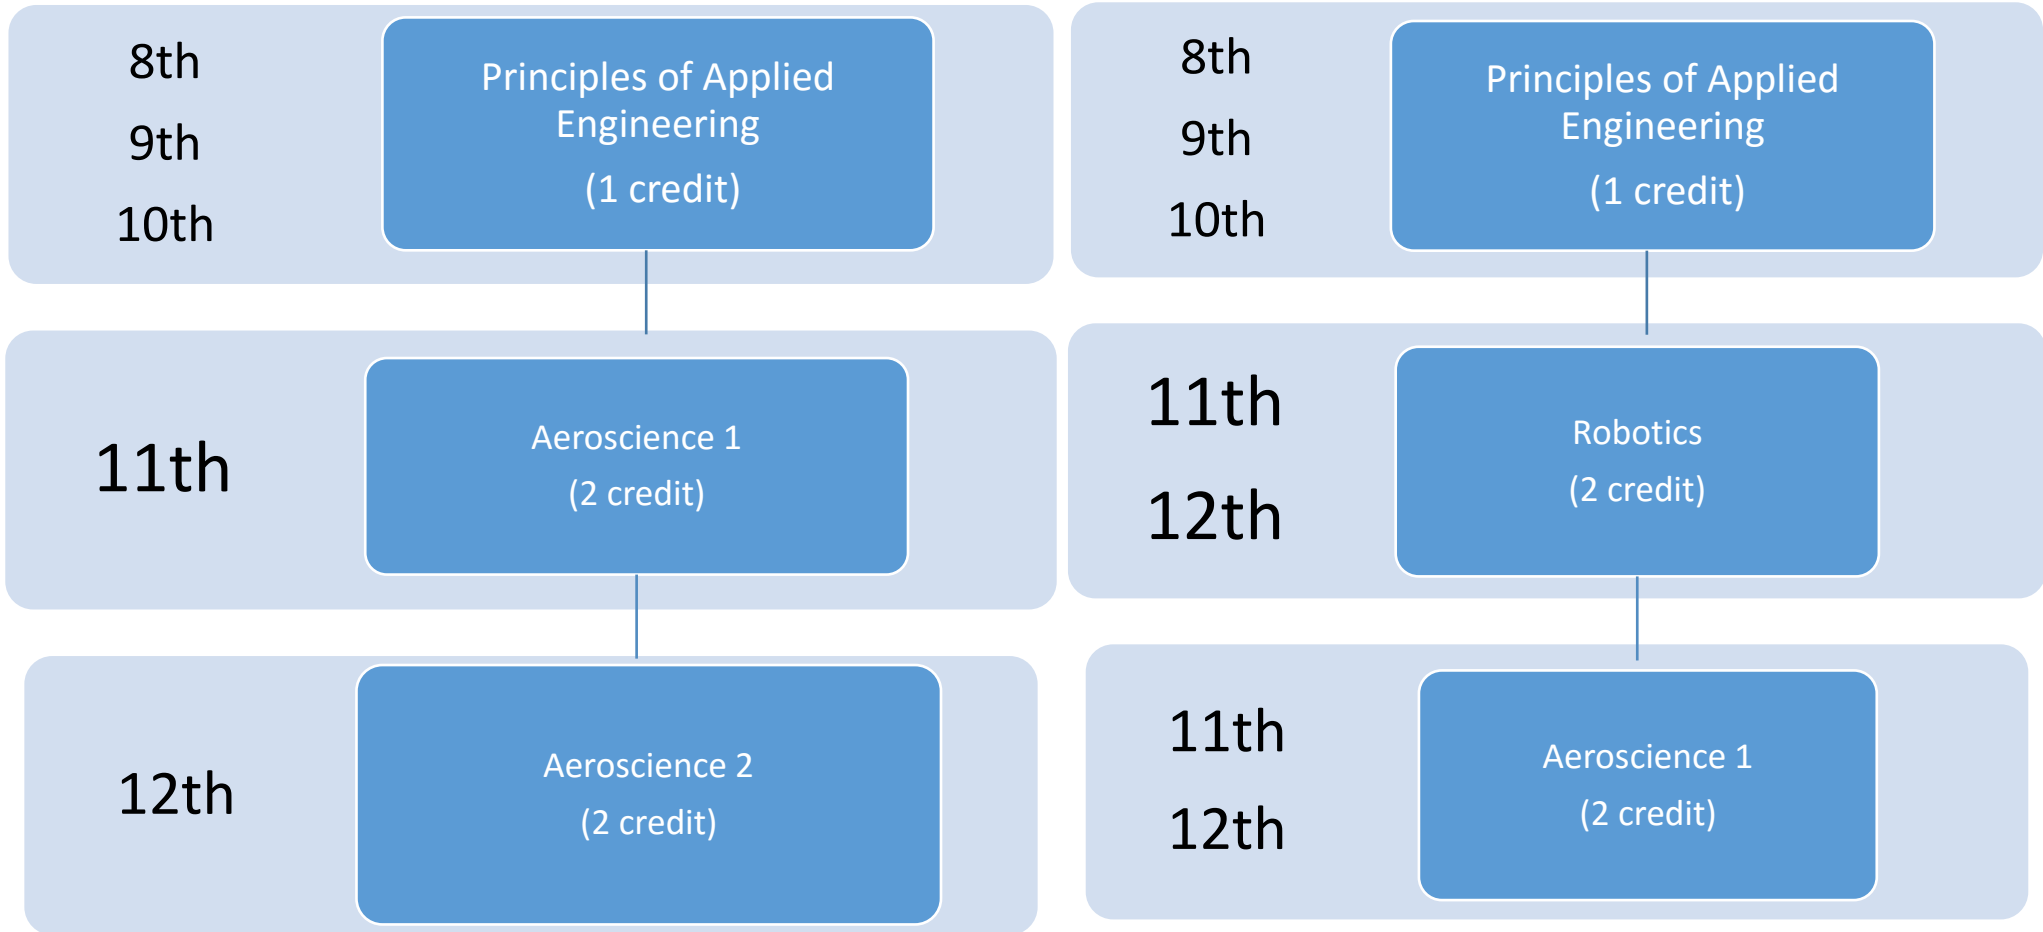 8th
9th
10th
Principles of Applied
Engineering
(1 credit)
11th
Aeroscience 1
(2 credit)
12th
Aeroscience 2
(2 credit)
8th
9th
10th
Principles of Applied
Engineering
(1 credit)
11th
12th
Robotics
(2 credit)
11th
12th
Aeroscience 1
(2 credit)